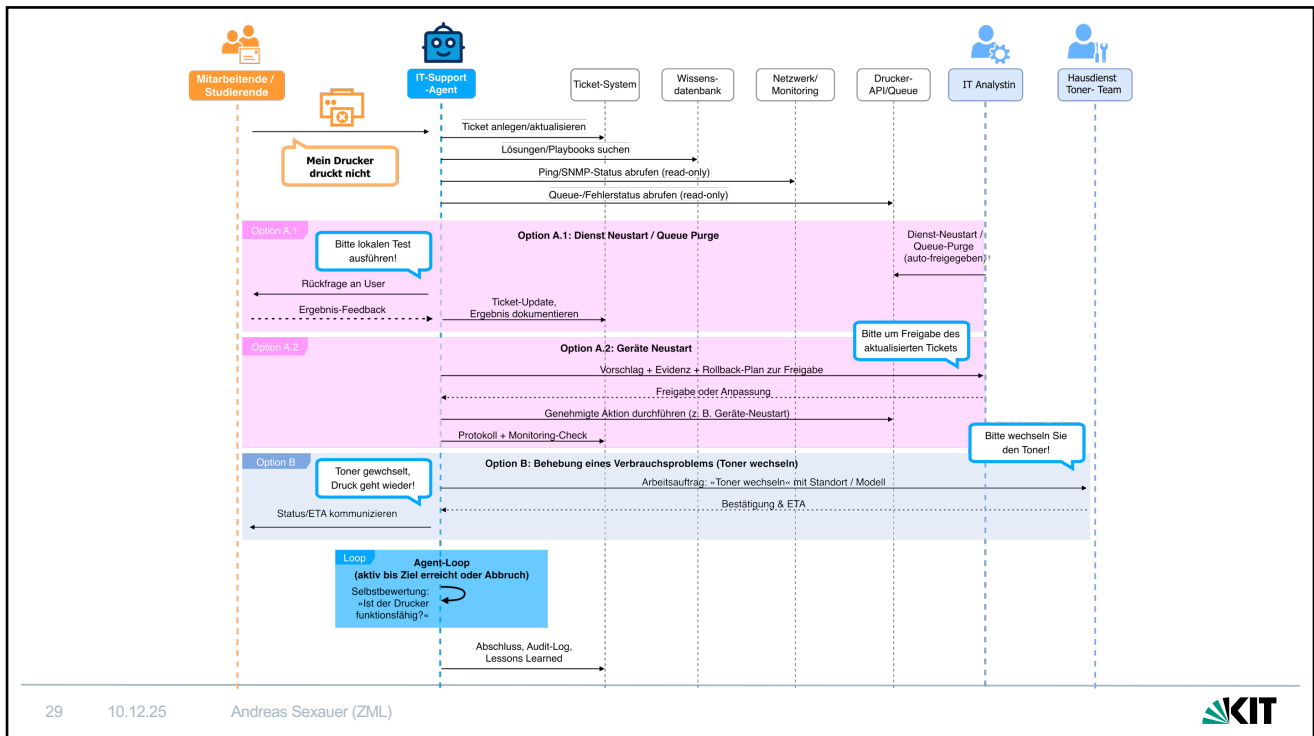 Mitarbeitende /
Studierende
IT-Support
-Agent
Ticket-System
Wissens-
datenbank
Netzwerk/
Monitoring
Drucker-
API/Queue
IT Analystin
Hausdienst
Toner- Team
Mein Drucker
druckt nicht
Ticket anlegen/aktualisieren
Lösungen/Playbooks suchen
Ping/SNMP-Status abrufen (read-only)
Queue-/Fehlerstatus abrufen (read-only)
Option A.1
Option A.1: Dienst Neustart / Queue Purge
Bitte lokalen Test
ausführen!
Dienst-Neustart /
Queue-Purge
(auto-freigegeben)
Rückfrage an User
Ergebnis-Feedback
Ticket-Update,
Ergebnis dokumentieren
Option A.2
Option A.2: Geräte Neustart
Bitte um Freigabe des
aktualisierten Tickets
Vorschlag + Evidenz + Rollback-Plan zur Freigabe
Freigabe oder Anpassung
Genehmigte Aktion durchführen (z. B. Geräte-Neustart)
Protokoll + Monitoring-Check
Bitte wechseln Sie
den Toner!
Option B
Option B: Behebung eines Verbrauchsproblems (Toner wechseln)
Toner gewchselt,
Druck geht wieder!
Arbeitsauftrag: »Toner wechseln« mit Standort / Modell
Bestätigung & ETA
Status/ETA kommunizieren
Loop
Agent-Loop
(aktiv bis Ziel erreicht oder Abbruch)
Selbstbewertung:
»Ist der Drucker
funktionsfähig?«
Abschluss, Audit-Log,
Lessons Learned
29 10.12.25 Andreas Sexauer (ZML)
KIT